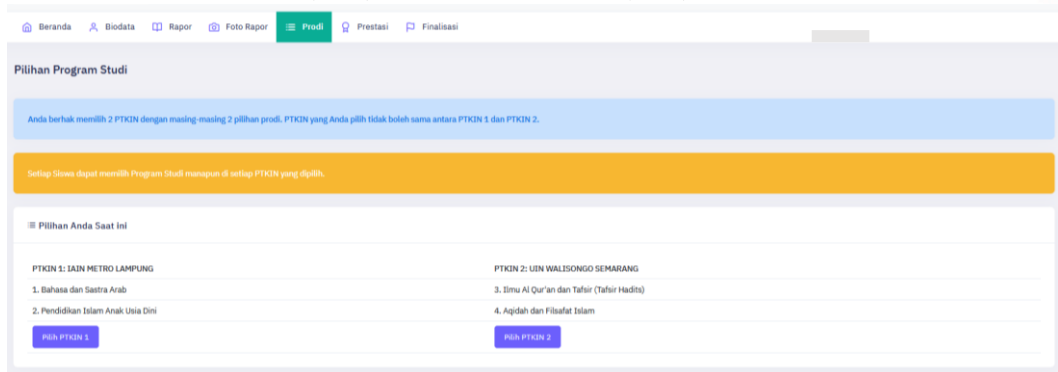 Beranda Biodata Rapor Foto Rapor Prodi Prestasi Finalisasi
Pilihan Program Studi
Anda berhak memilih 2 PTKIN dengan masing-masing 2 pilihan prodi. PTKIN yang Anda pilih tidak boleh sama antara PTKIN 1 dan PTKIN 2.
Setiap Siswa dapat memilih Program Studi manapun di setiap PTKIN yang dipilih.
Pilihan Anda Saat ini
PTKIN 1: IAIN METRO LAMPUNG
PTKIN 2: UIN WALISONGO SEMARANG
1. Bahasa dan Sastra Arab
3. Ilmu Al Qur'an dan Tafsir (Tafsir Hadits)
2. Pendidikan Islam Anak Usia Dini
4. Aqidah dan Filsafat Islam
Pilih PTKIN 1
Pilih PTKIN 2